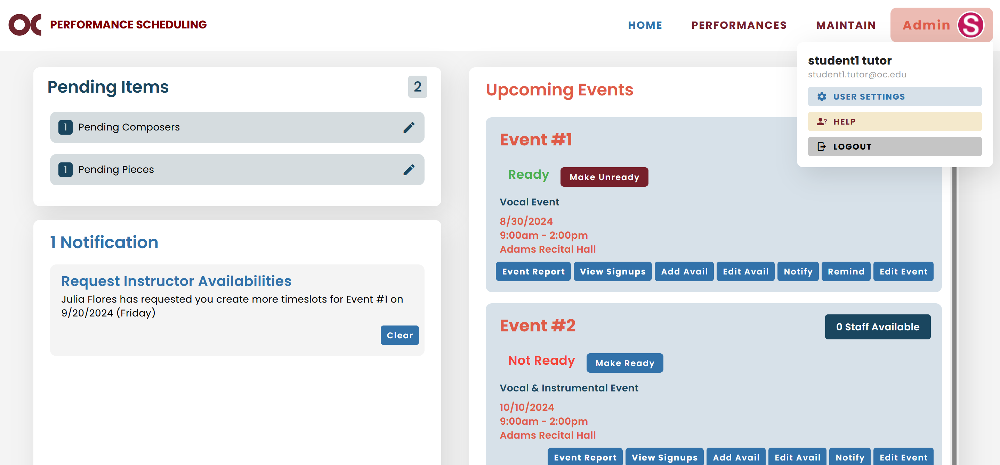 OC PERFORMANCE SCHEDULING
HOME PERFORMANCES MAINTAIN Admin S
student1 tutor
student1.tutor@oc.edu
USER SETTINGS
HELP
LOGOUT
Pending Items 2
1 Pending Composers
1 Pending Pieces
1 Notification
Request Instructor Availabilities
Julia Flores has requested you create more timeslots for Event #1 on
9/20/2024 (Friday)
Clear
Upcoming Events
Event #1
Ready Make Unready
Vocal Event
8/30/2024
9:00am - 2:00pm
Adams Recital Hall
Event Report View Signups Add Avail Edit Avail Notify Remind Edit Event
Event #2 0 Staff Available
Not Ready Make Ready
Vocal & Instrumental Event
10/10/2024
9:00am - 2:00pm
Adams Recital Hall
Event Report View Signups Add Avail Edit Avail Notify Edit Event